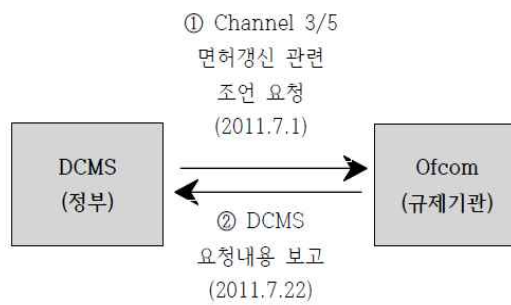 ① Channel 3/5
면허갱신 관련
조언 요청
(2011.7.1)
DCMS
(정부)
Ofcom
(규제기관)
② DCMS
요청내용 보고
(2011.7.22)